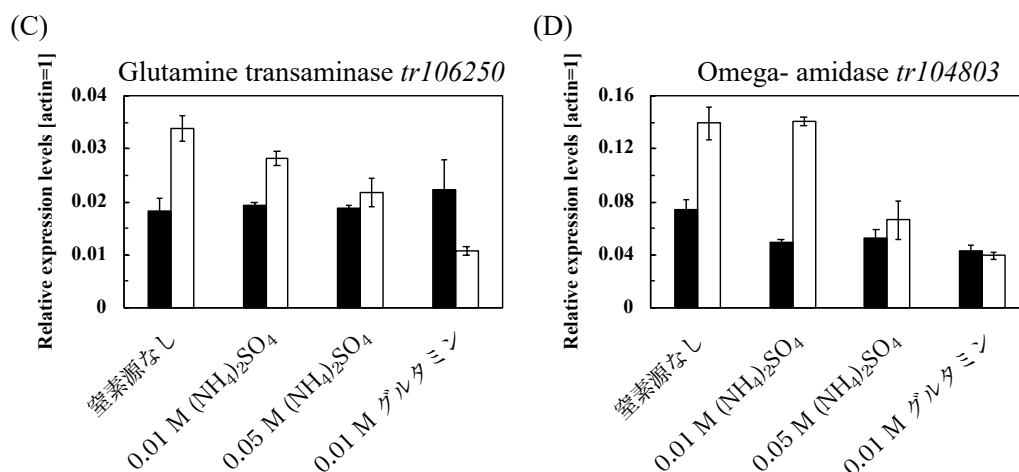 (C)
Glutamine transaminase tr106250
Relative expression levels [actin=1]
0.04
0.03
0.02
0.01
0
窒素源なし
0.01 M (NH₄)₂SO₄
0.05 M (NH₄)₂SO₄
0.01 M グルタミン
(D)
Omega- amidase tr104803
Relative expression levels [actin=1]
0.16
0.12
0.08
0.04
0
窒素源なし
0.01 M (NH₄)₂SO₄
0.05 M (NH₄)₂SO₄
0.01 M グルタミン